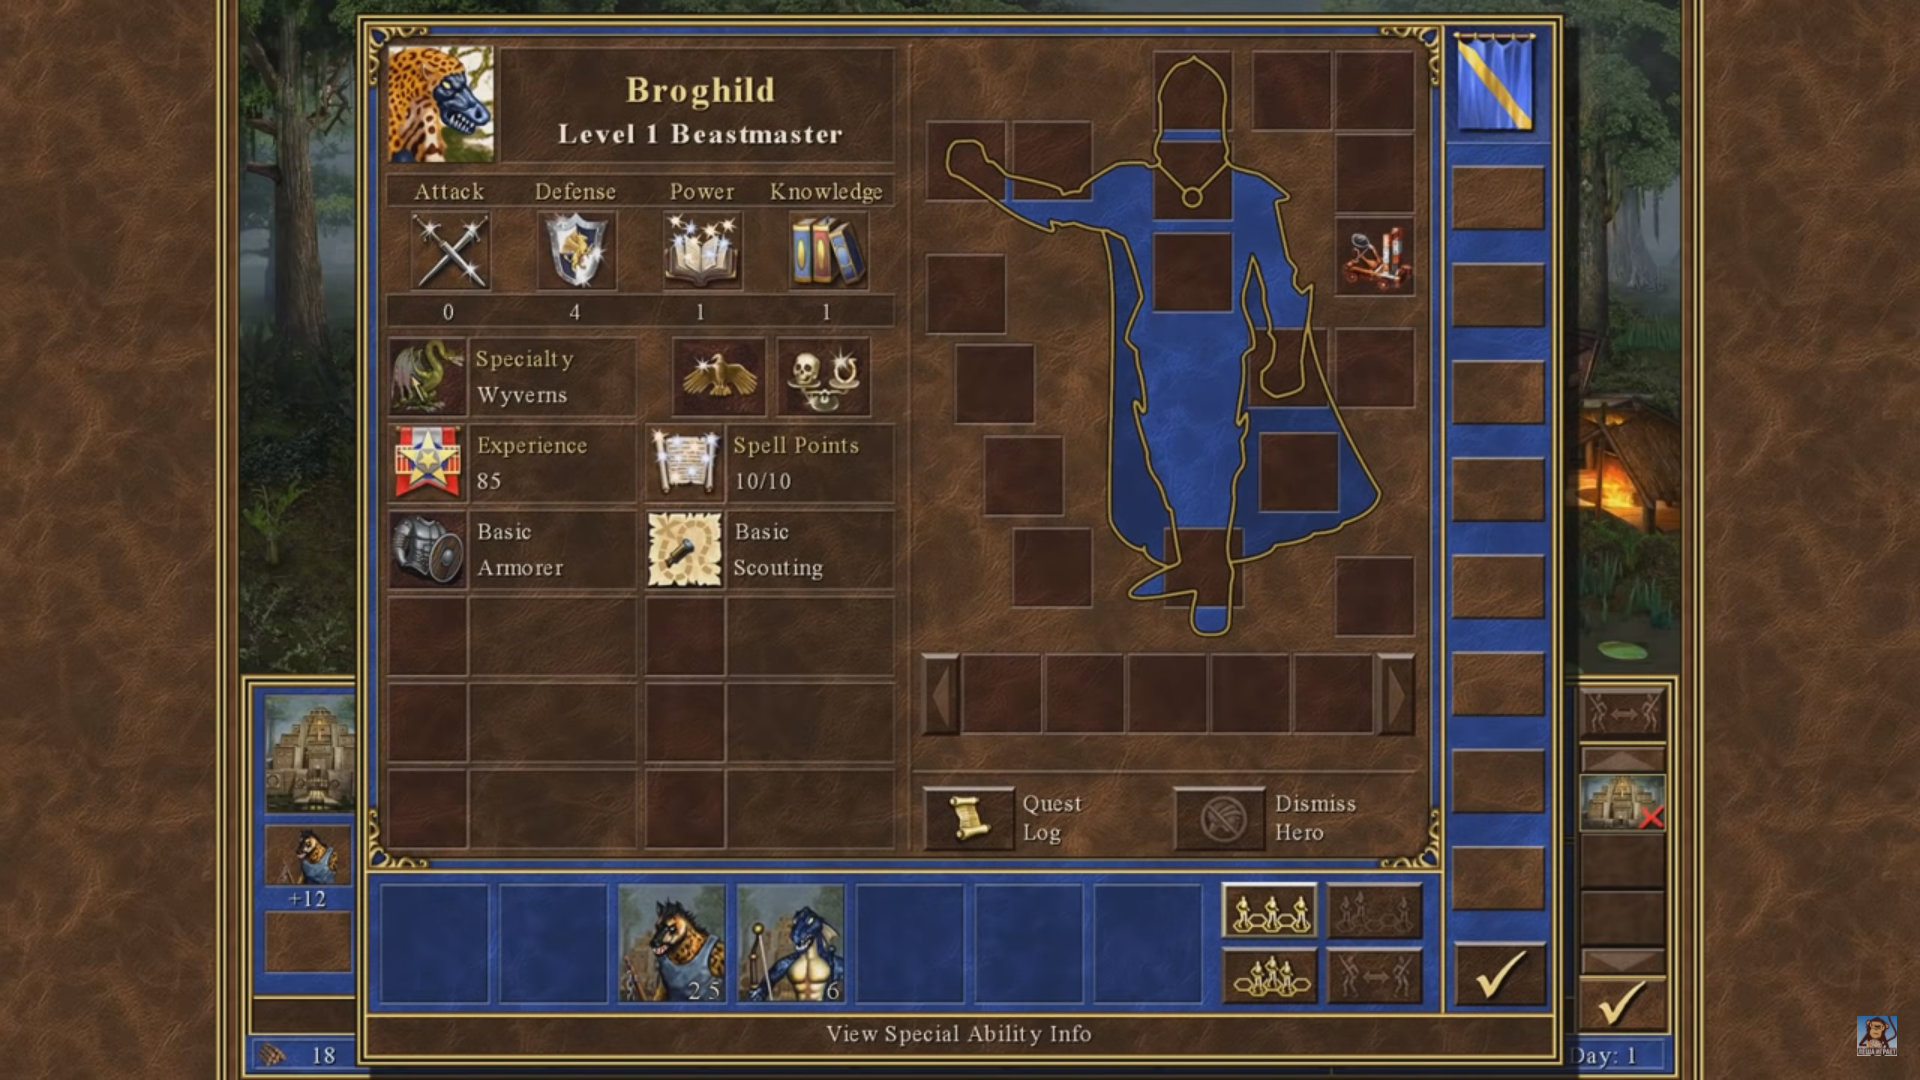 Broghild
Level 1 Beastmaster
Attack Defense Power Knowledge
0 4 1 1
Specialty
Wyverns
Experience
85
Spell Points
10/10
Basic
Armorer
Basic
Scouting
Quest
Log
Dismiss
Hero
+12
25 6
View Special Ability Info
18
Day: 1